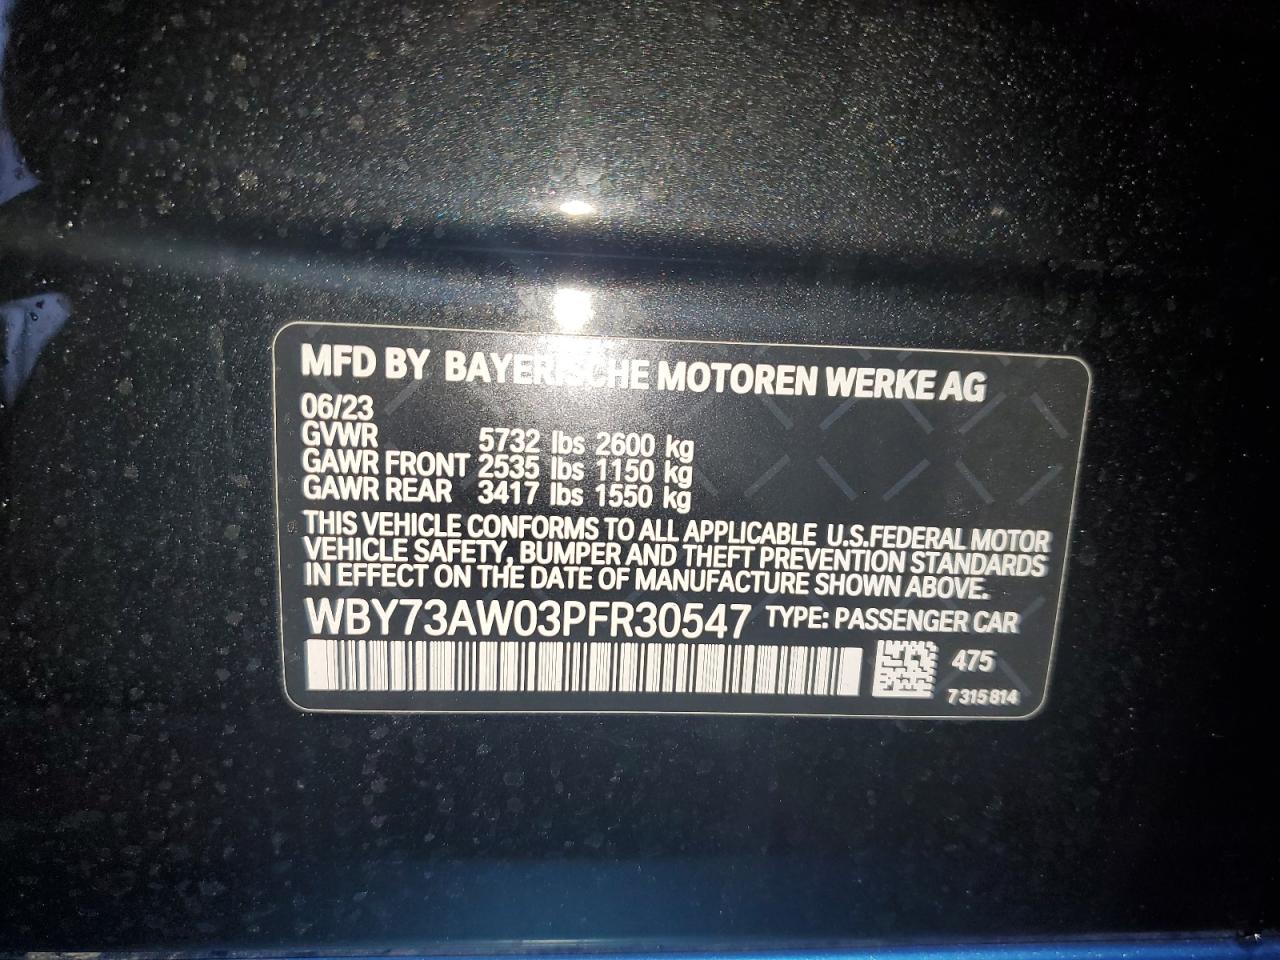 MFD BY BAYERISCHE MOTOREN WERKE AG
06/23
GVWR 5732 lbs 2600 kg
GAWR FRONT 2535 lbs 1150 kg
GAWR REAR 3417 lbs 1550 kg
THIS VEHICLE CONFORMS TO ALL APPLICABLE U.S.FEDERAL MOTOR
VEHICLE SAFETY, BUMPER AND THEFT PREVENTION STANDARDS
IN EFFECT ON THE DATE OF MANUFACTURE SHOWN ABOVE.
WBY73AW03PFR30547 TYPE: PASSENGER CAR
475
7 315 814